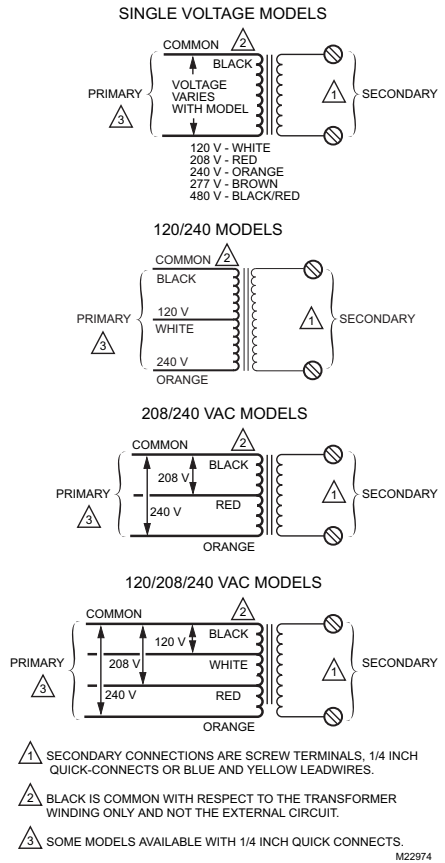 SINGLE VOLTAGE MODELS
COMMON 2
BLACK
PRIMARY
3
VOLTAGE
VARIES
WITH MODEL
1 SECONDARY
120 V - WHITE
208 V - RED
240 V - ORANGE
277 V - BROWN
480 V - BLACK/RED
120/240 MODELS
COMMON 2
BLACK
PRIMARY
3
120 V
WHITE
1 SECONDARY
240 V
ORANGE
208/240 VAC MODELS
COMMON 2
BLACK
208 V
PRIMARY
3
RED
240 V
1 SECONDARY
ORANGE
120/208/240 VAC MODELS
COMMON 2
BLACK
120 V
PRIMARY
3
208 V
WHITE
1 SECONDARY
240 V
RED
ORANGE
1 SECONDARY CONNECTIONS ARE SCREW TERMINALS, 1/4 INCH
QUICK-CONNECTS OR BLUE AND YELLOW LEADWIRES.
2 BLACK IS COMMON WITH RESPECT TO THE TRANSFORMER
WINDING ONLY AND NOT THE EXTERNAL CIRCUIT.
3 SOME MODELS AVAILABLE WITH 1/4 INCH QUICK CONNECTS.
M22974